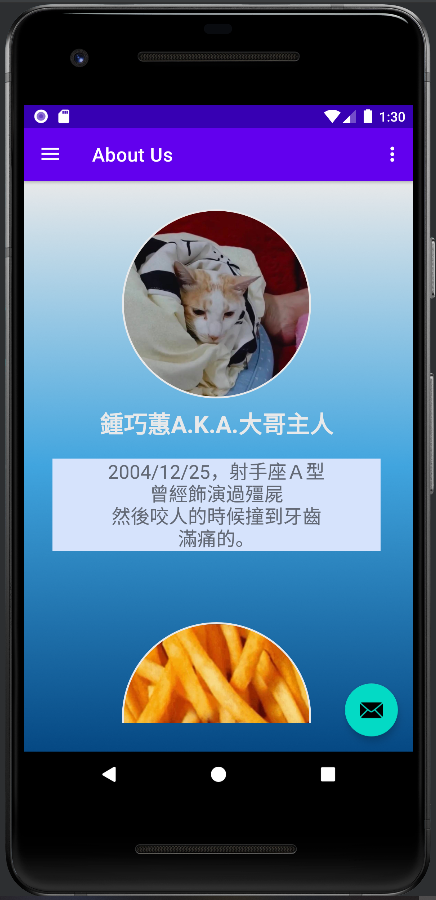 1:30
About Us
鍾巧蕙A.K.A.大哥主人
2004/12/25，射手座Ａ型
曾經飾演過殭屍
然後咬人的時候撞到牙齒
滿痛的。